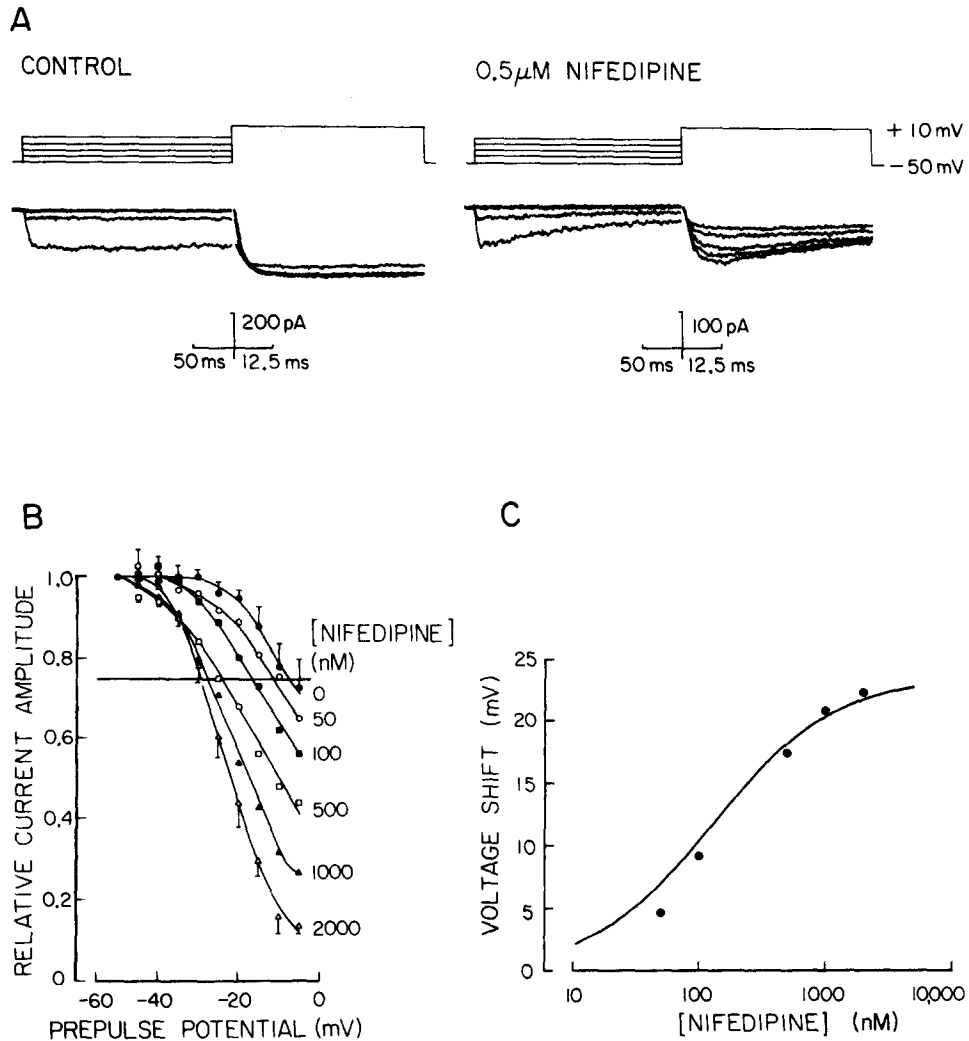 A
CONTROL
0.5μM NIFEDIPINE
+ 10 mV
− 50 mV
200 pA
50 ms
12.5 ms
100 pA
50 ms
12.5 ms
B
RELATIVE CURRENT AMPLITUDE
1.0
0.8
0.6
0.4
0.2
0
-60
-40
-20
0
PREPULSE POTENTIAL (mV)
[NIFEDIPINE]
(nM)
0
50
100
500
1000
2000
C
VOLTAGE SHIFT (mV)
25
20
15
10
5
0
10
100
1000
10,000
[NIFEDIPINE] (nM)